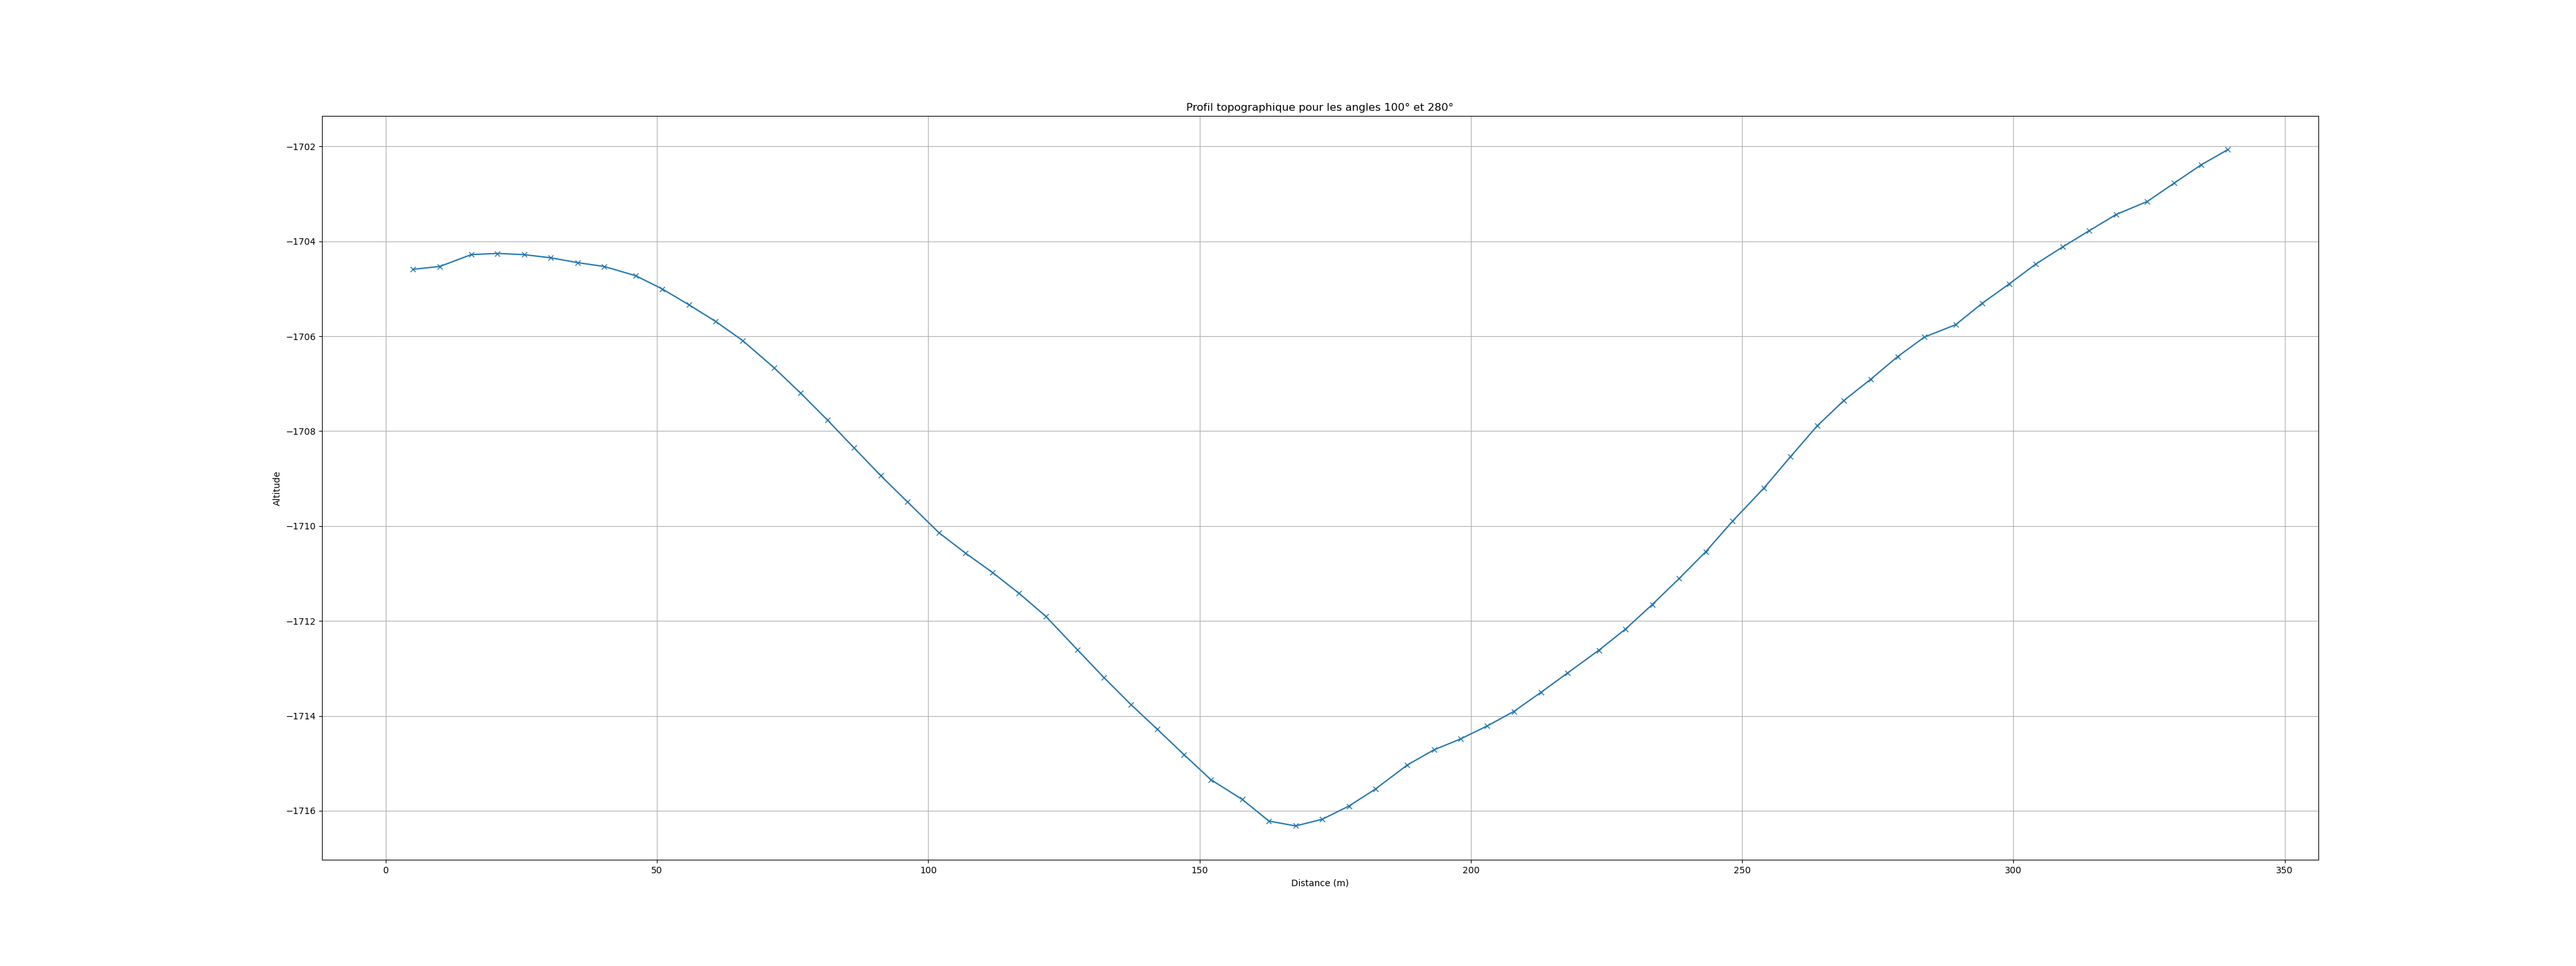 Profil topographique pour les angles 100° et 280°
Altitude
−1702
−1704
−1706
−1708
−1710
−1712
−1714
−1716
0 50 100 150 200 250 300 350
Distance (m)